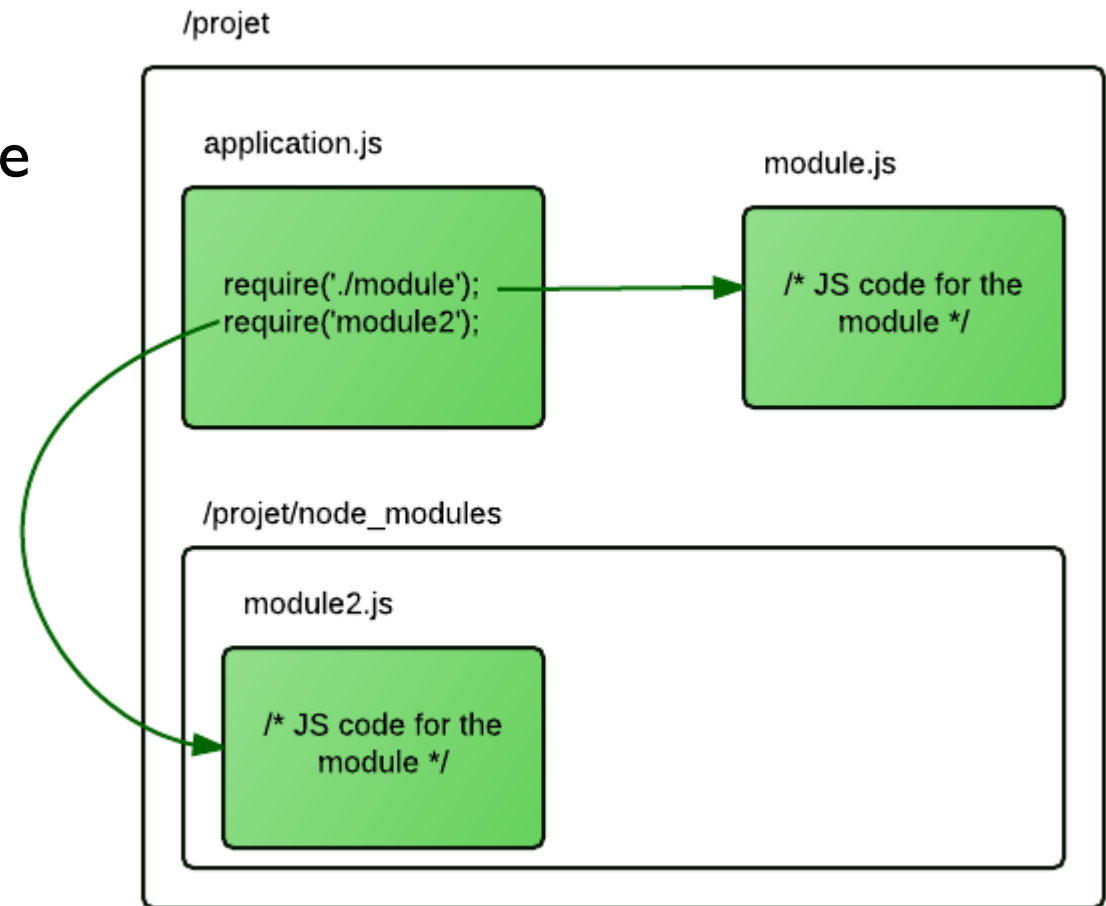 /projet
e
application.js
module.js
require('./module');
require('module2');
/* JS code for the
module */
/projet/node_modules
module2.js
/* JS code for the
module */